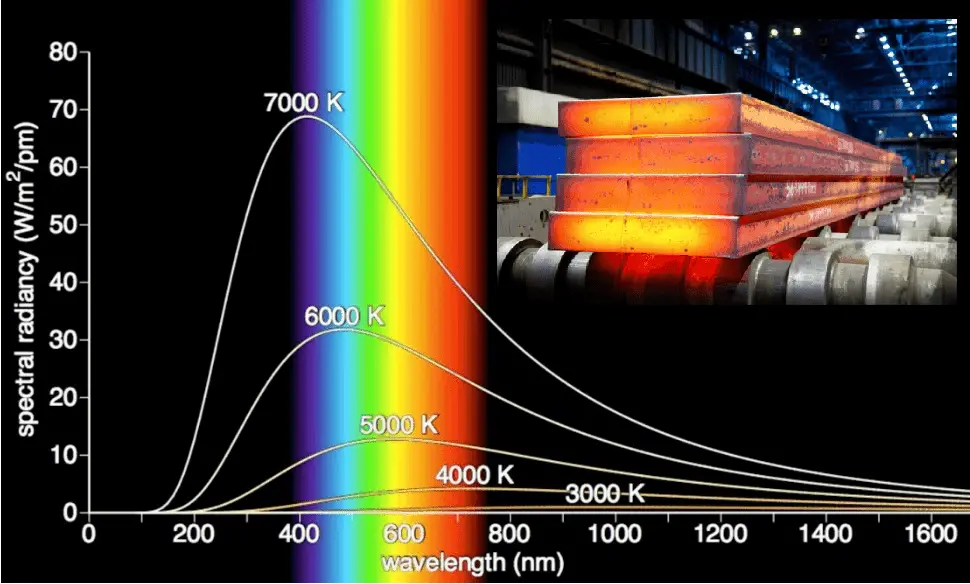 80
70
60
50
40
30
20
10
0
spectral radiancy (W/m²/pm)
7000 K
6000 K
5000 K
4000 K
3000 K
0 200 400 600 800 1000 1200 1400 1600
wavelength (nm)